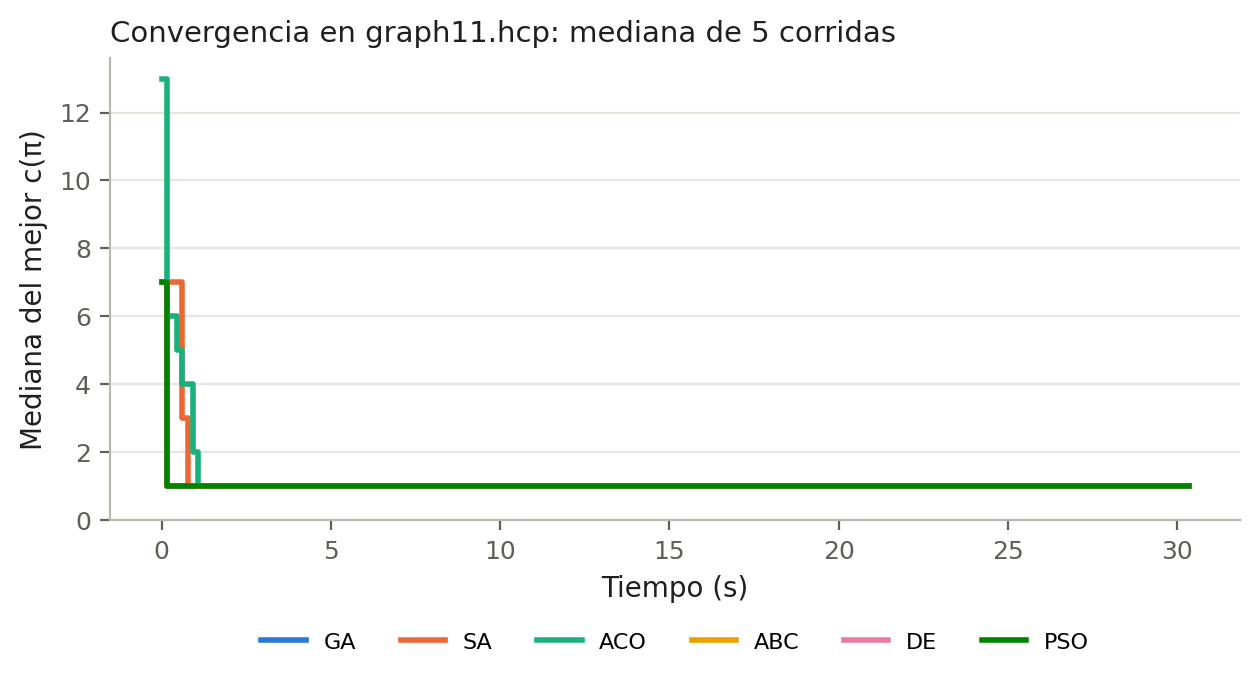 Convergencia en graph11.hcp: mediana de 5 corridas
Mediana del mejor c(π)
12
10
8
6
4
2
0
0 5 10 15 20 25 30
Tiempo (s)
GA SA ACO ABC DE PSO